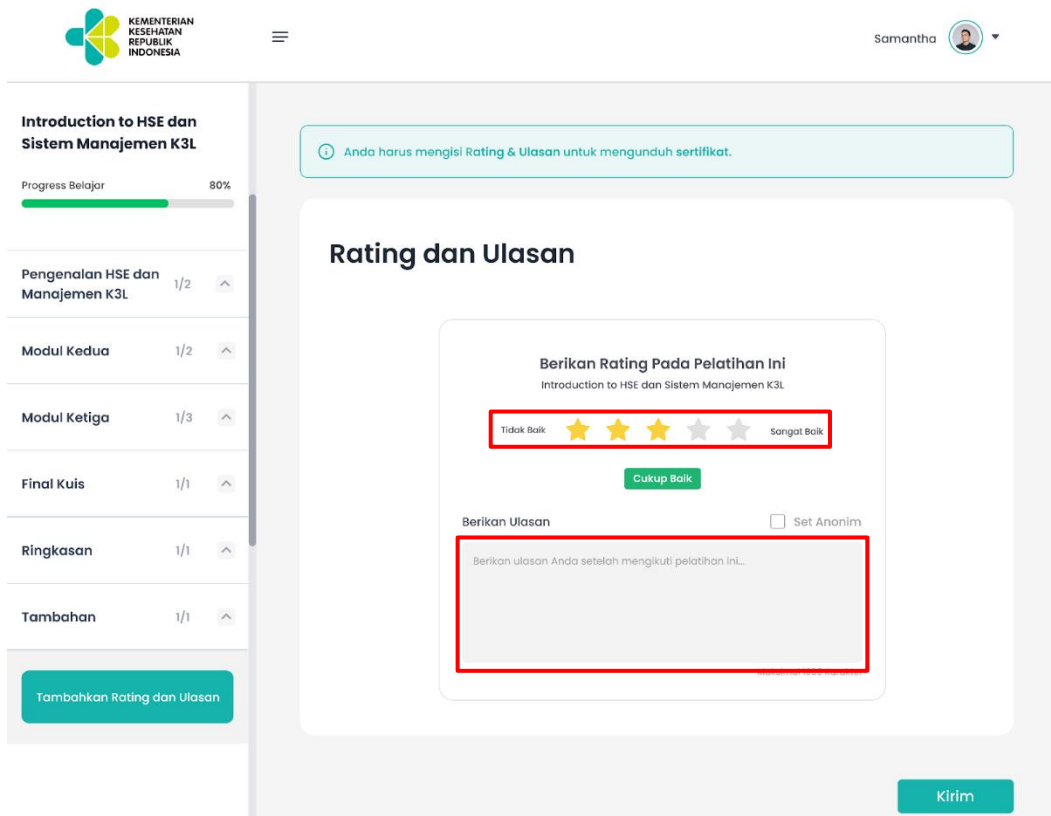 KEMENTERIAN
KESEHATAN
REPUBLIK
INDONESIA
Samantha
Introduction to HSE dan
Sistem Manajemen K3L
Progress Belajar 80%
Pengenalan HSE dan
Manajemen K3L 1/2
Modul Kedua 1/2
Modul Ketiga 1/3
Final Kuis 1/1
Ringkasan 1/1
Tambahan 1/1
Tambahkan Rating dan Ulasan
Anda harus mengisi Rating & Ulasan untuk mengunduh sertifikat.
Rating dan Ulasan
Berikan Rating Pada Pelatihan Ini
Introduction to HSE dan Sistem Manajemen K3L
Tidak Baik Sangat Baik
Cukup Baik
Berikan Ulasan Set Anonim
Berikan ulasan Anda setelah mengikuti pelatihan ini...
Maksimal Karakter
Kirim